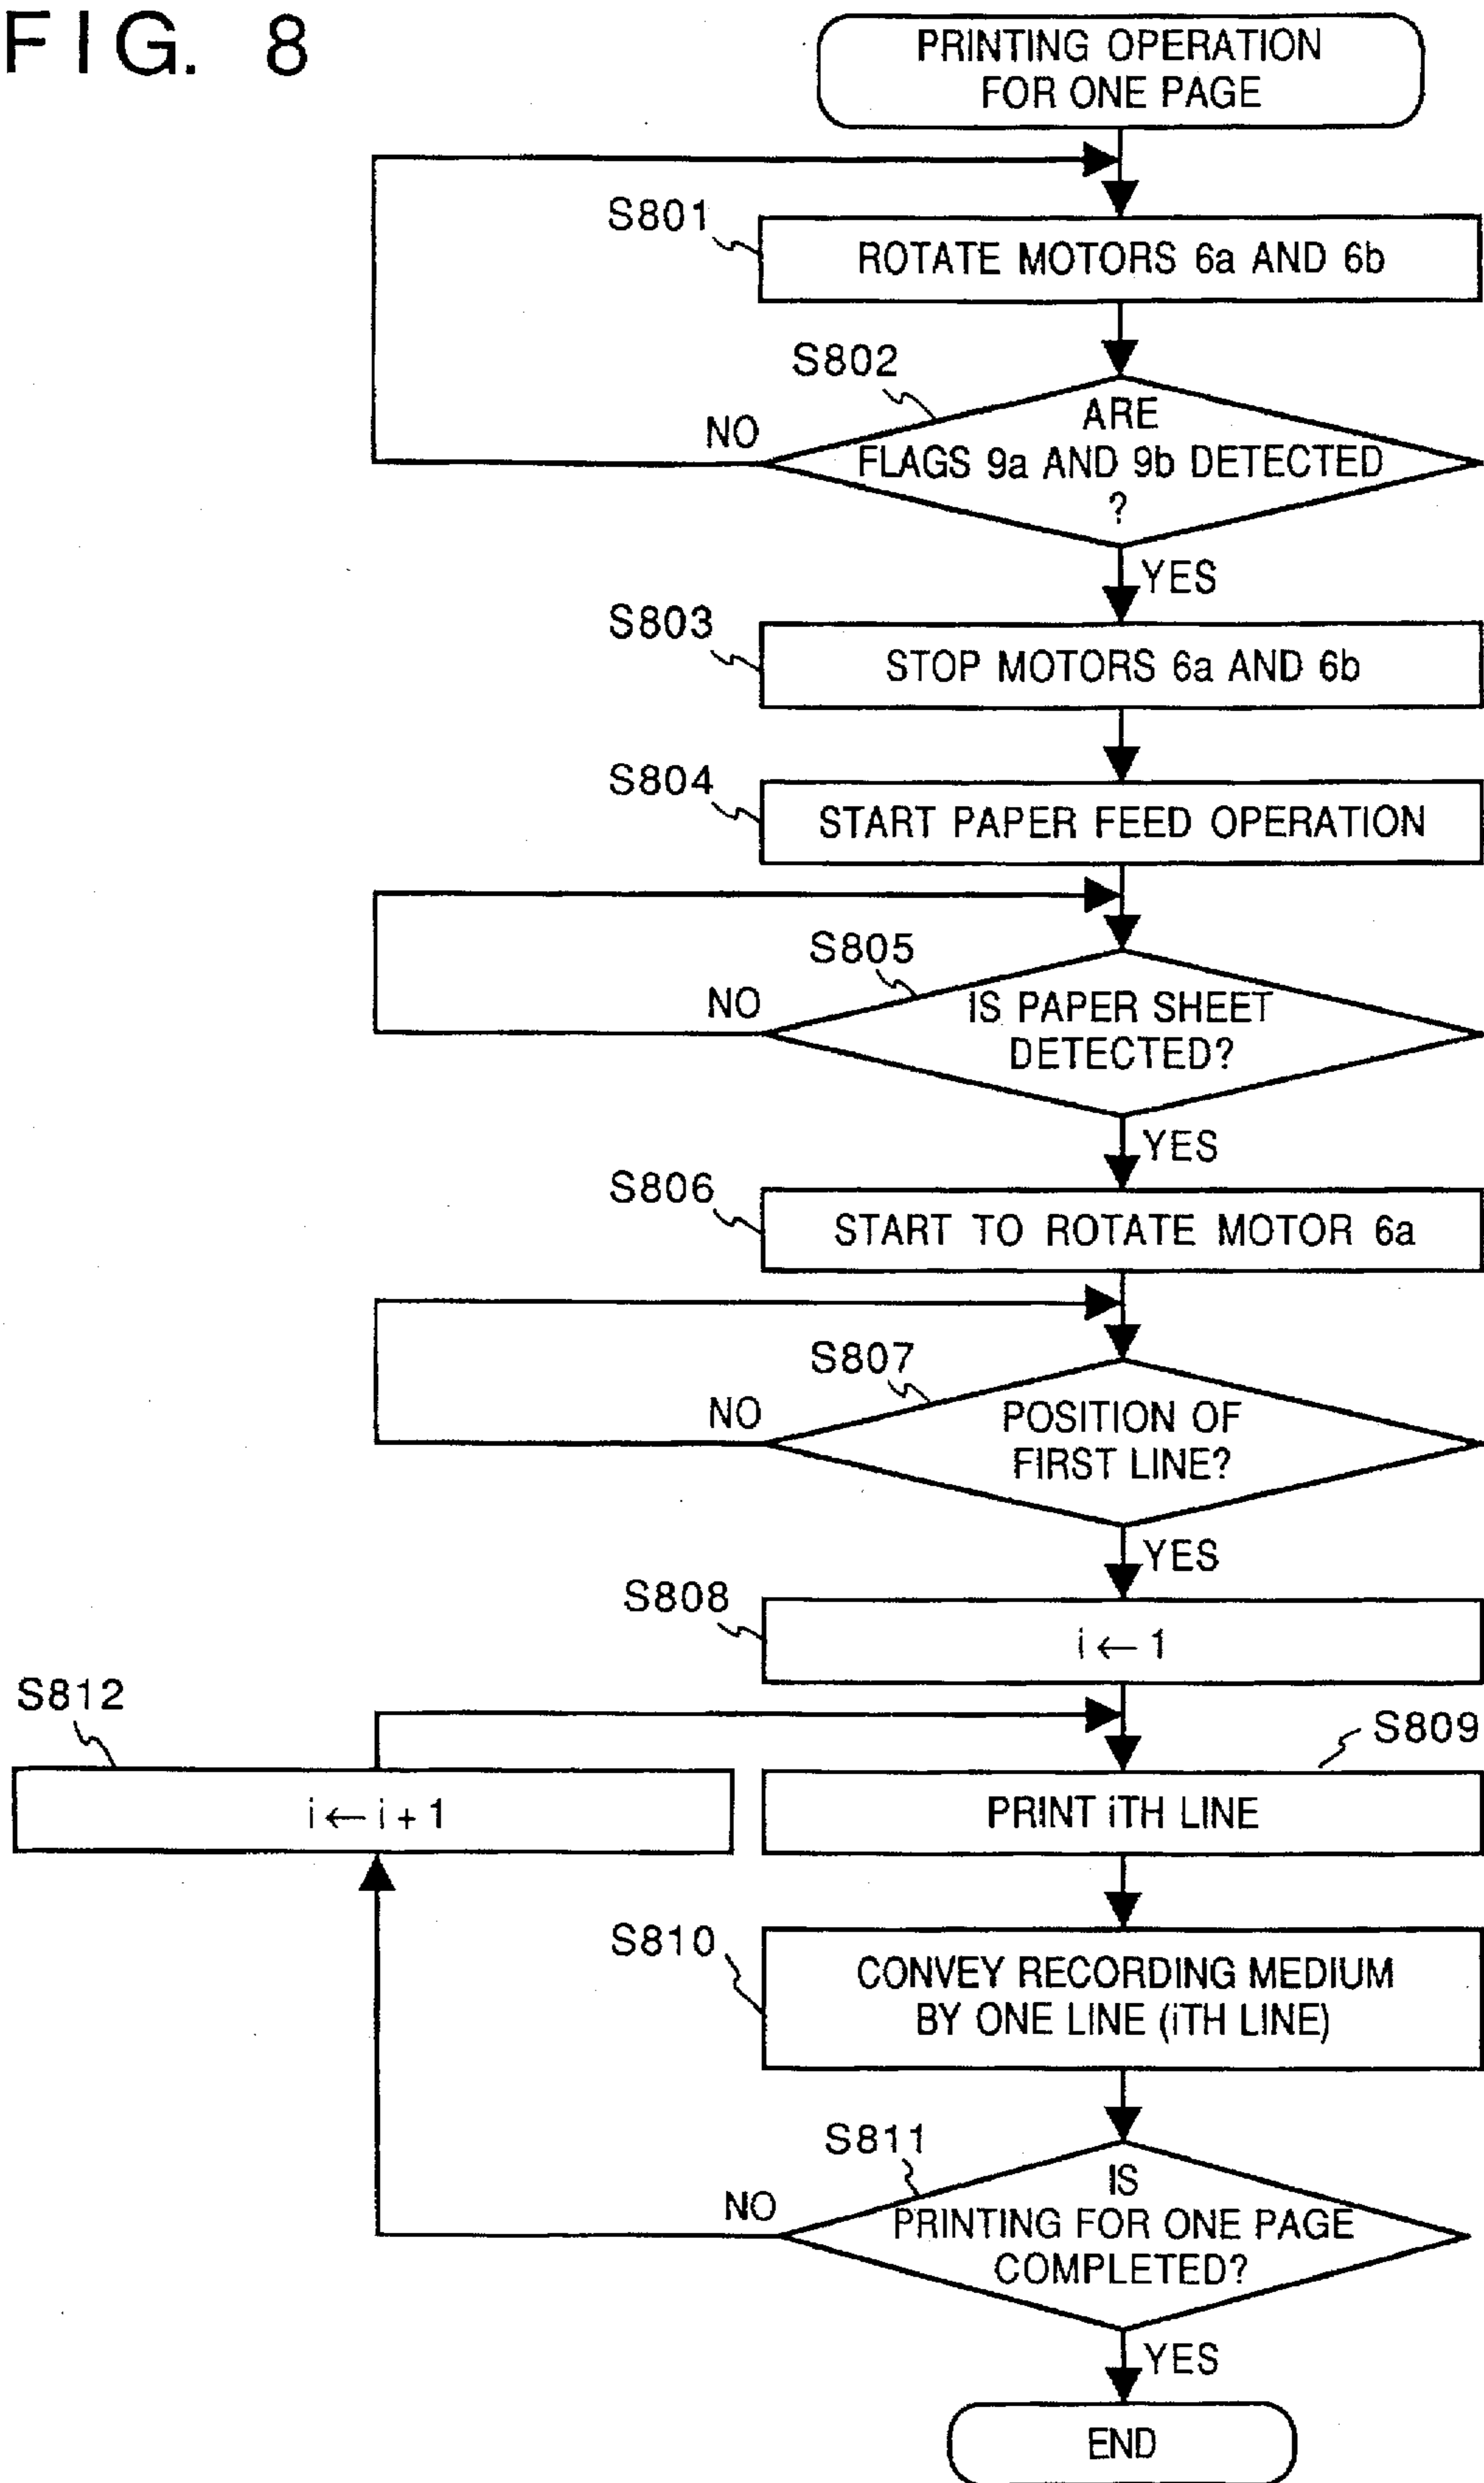 FIG. 8
PRINTING OPERATION
FOR ONE PAGE
S801
ROTATE MOTORS 6a AND 6b
S802
NO
ARE
FLAGS 9a AND 9b DETECTED
?
YES
S803
STOP MOTORS 6a AND 6b
S804
START PAPER FEED OPERATION
S805
NO
IS PAPER SHEET
DETECTED?
YES
S806
START TO ROTATE MOTOR 6a
S807
NO
POSITION OF
FIRST LINE?
YES
S808
i ← 1
S812
i ← i + 1
S809
PRINT iTH LINE
S810
CONVEY RECORDING MEDIUM
BY ONE LINE (iTH LINE)
S811
NO
IS
PRINTING FOR ONE PAGE
COMPLETED?
YES
END